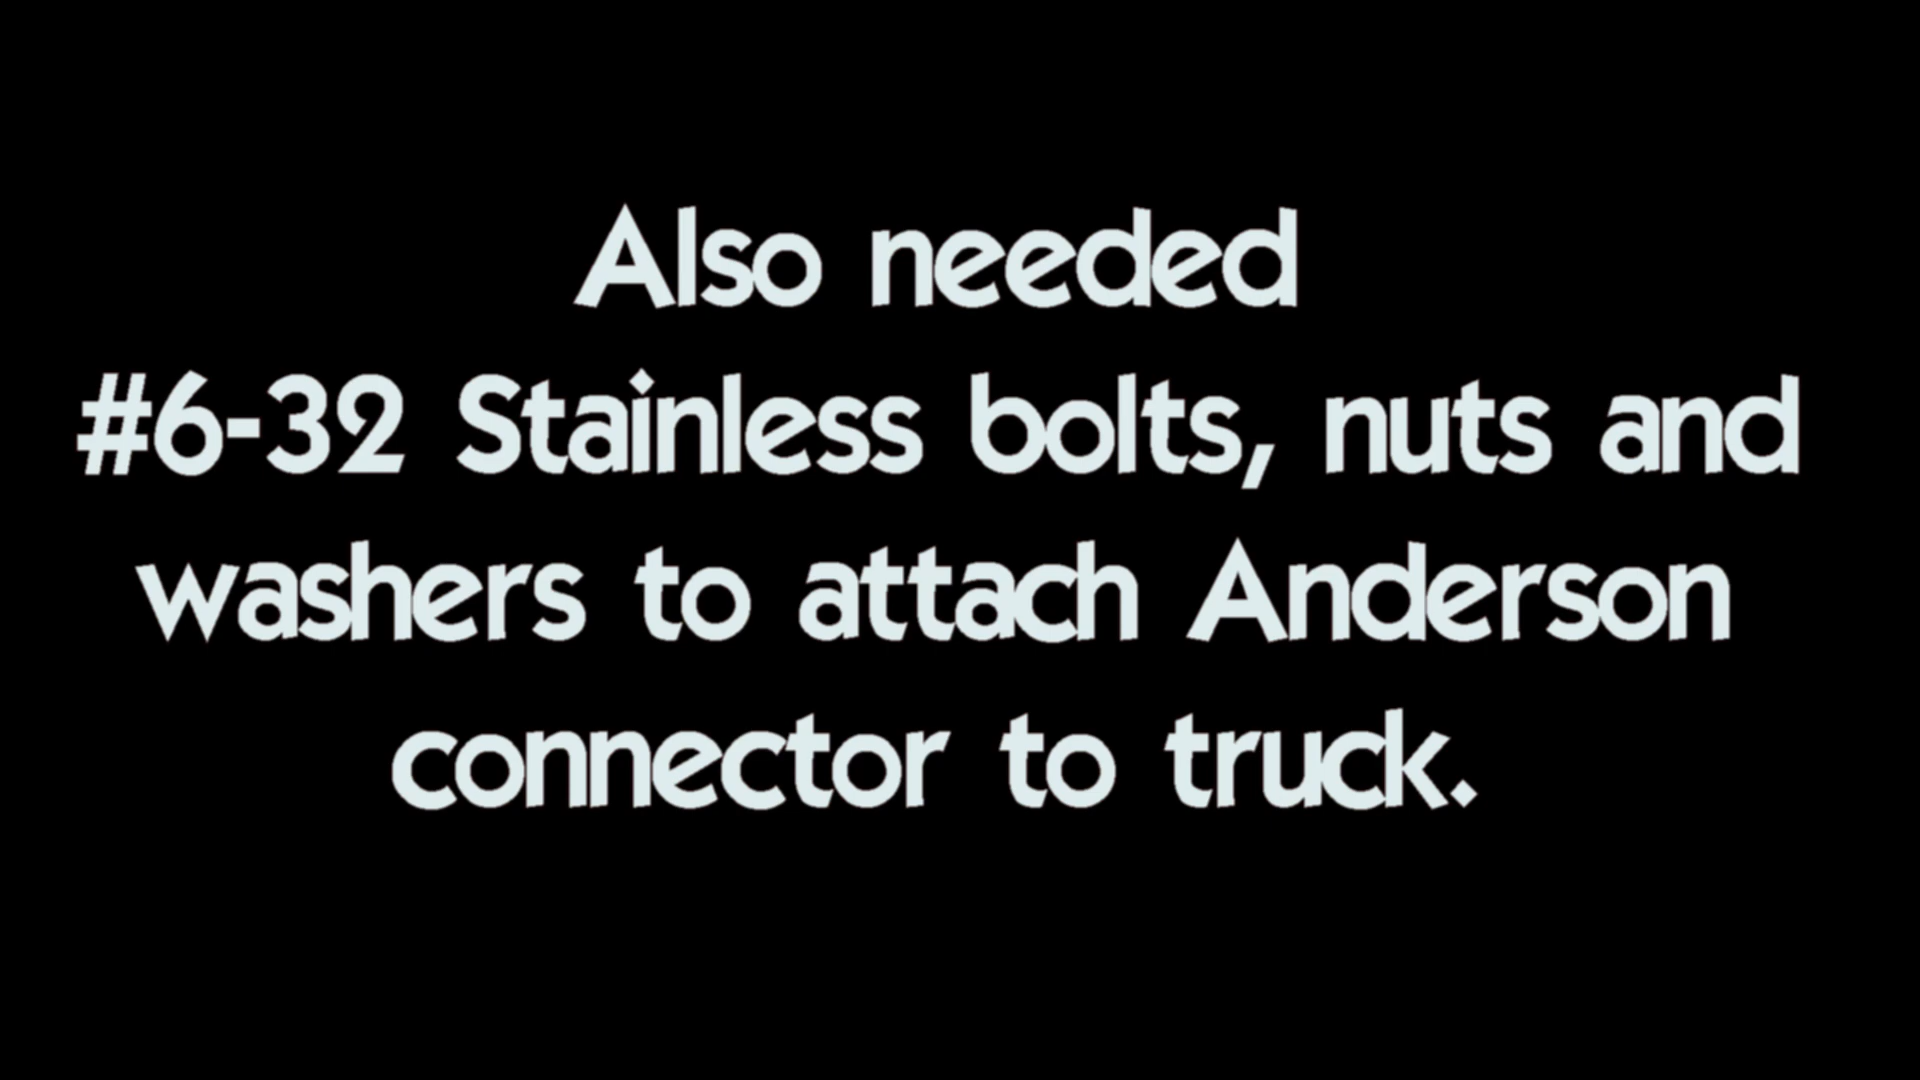 Also needed
#6-32 Stainless bolts, nuts and
washers to attach Anderson
connector to truck.